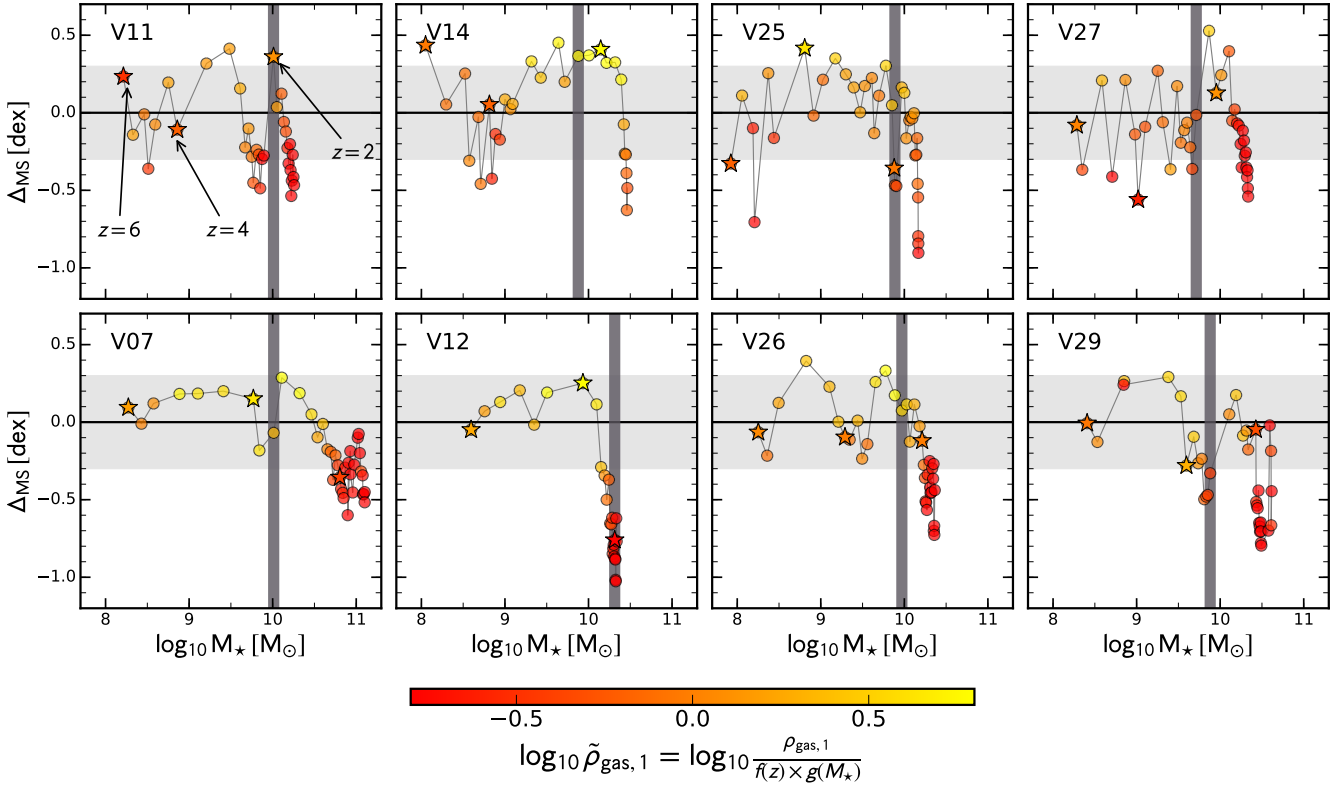 V11 V14 V25 V27
0.5
0.0
−0.5
−1.0
Δ_MS [dex]
z=2
z=6 z=4
V07 V12 V26 V29
0.5
0.0
−0.5
−1.0
Δ_MS [dex]
8 9 10 11 8 9 10 11 8 9 10 11 8 9 10 11
log₁₀ M⋆ [M⊙] log₁₀ M⋆ [M⊙] log₁₀ M⋆ [M⊙] log₁₀ M⋆ [M⊙]
−0.5 0.0 0.5
log₁₀ ρ̃_gas, 1 = log₁₀ ρ_gas, 1 / f(z)×g(M⋆)